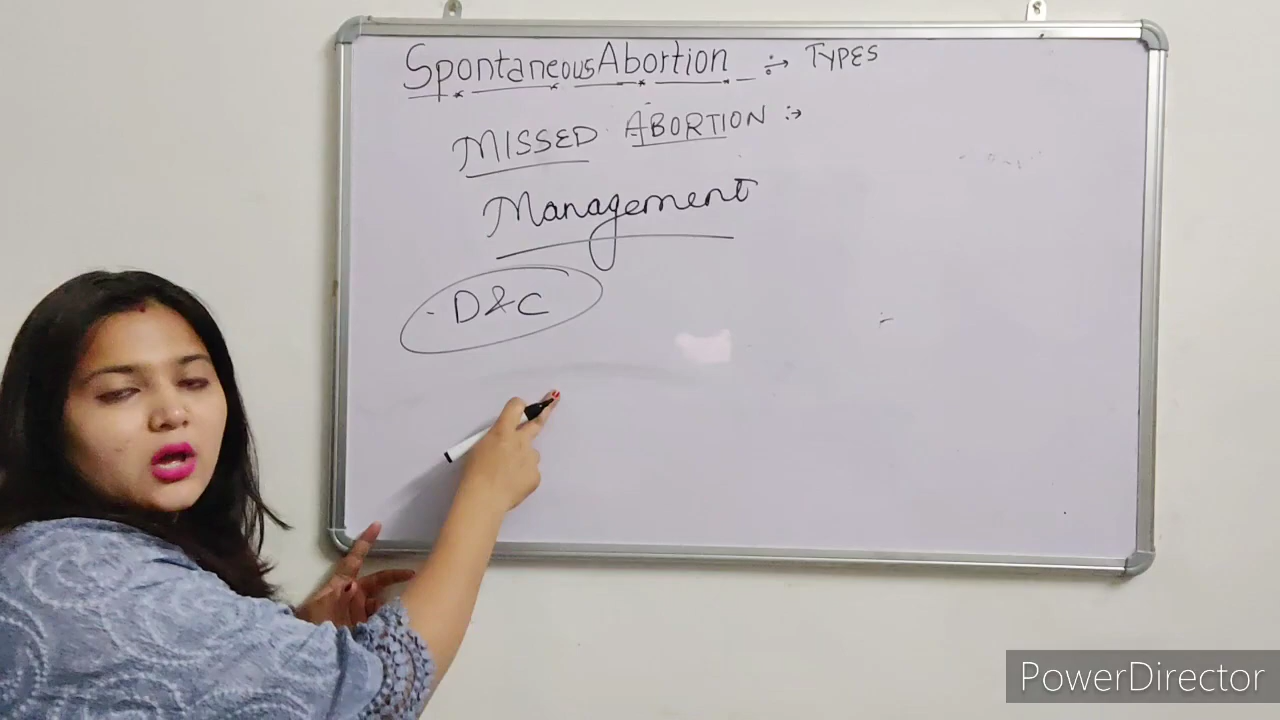 Spontaneous Abortion :→ TYPES
MISSED ABORTION :→
Management
D&C
PowerDirector